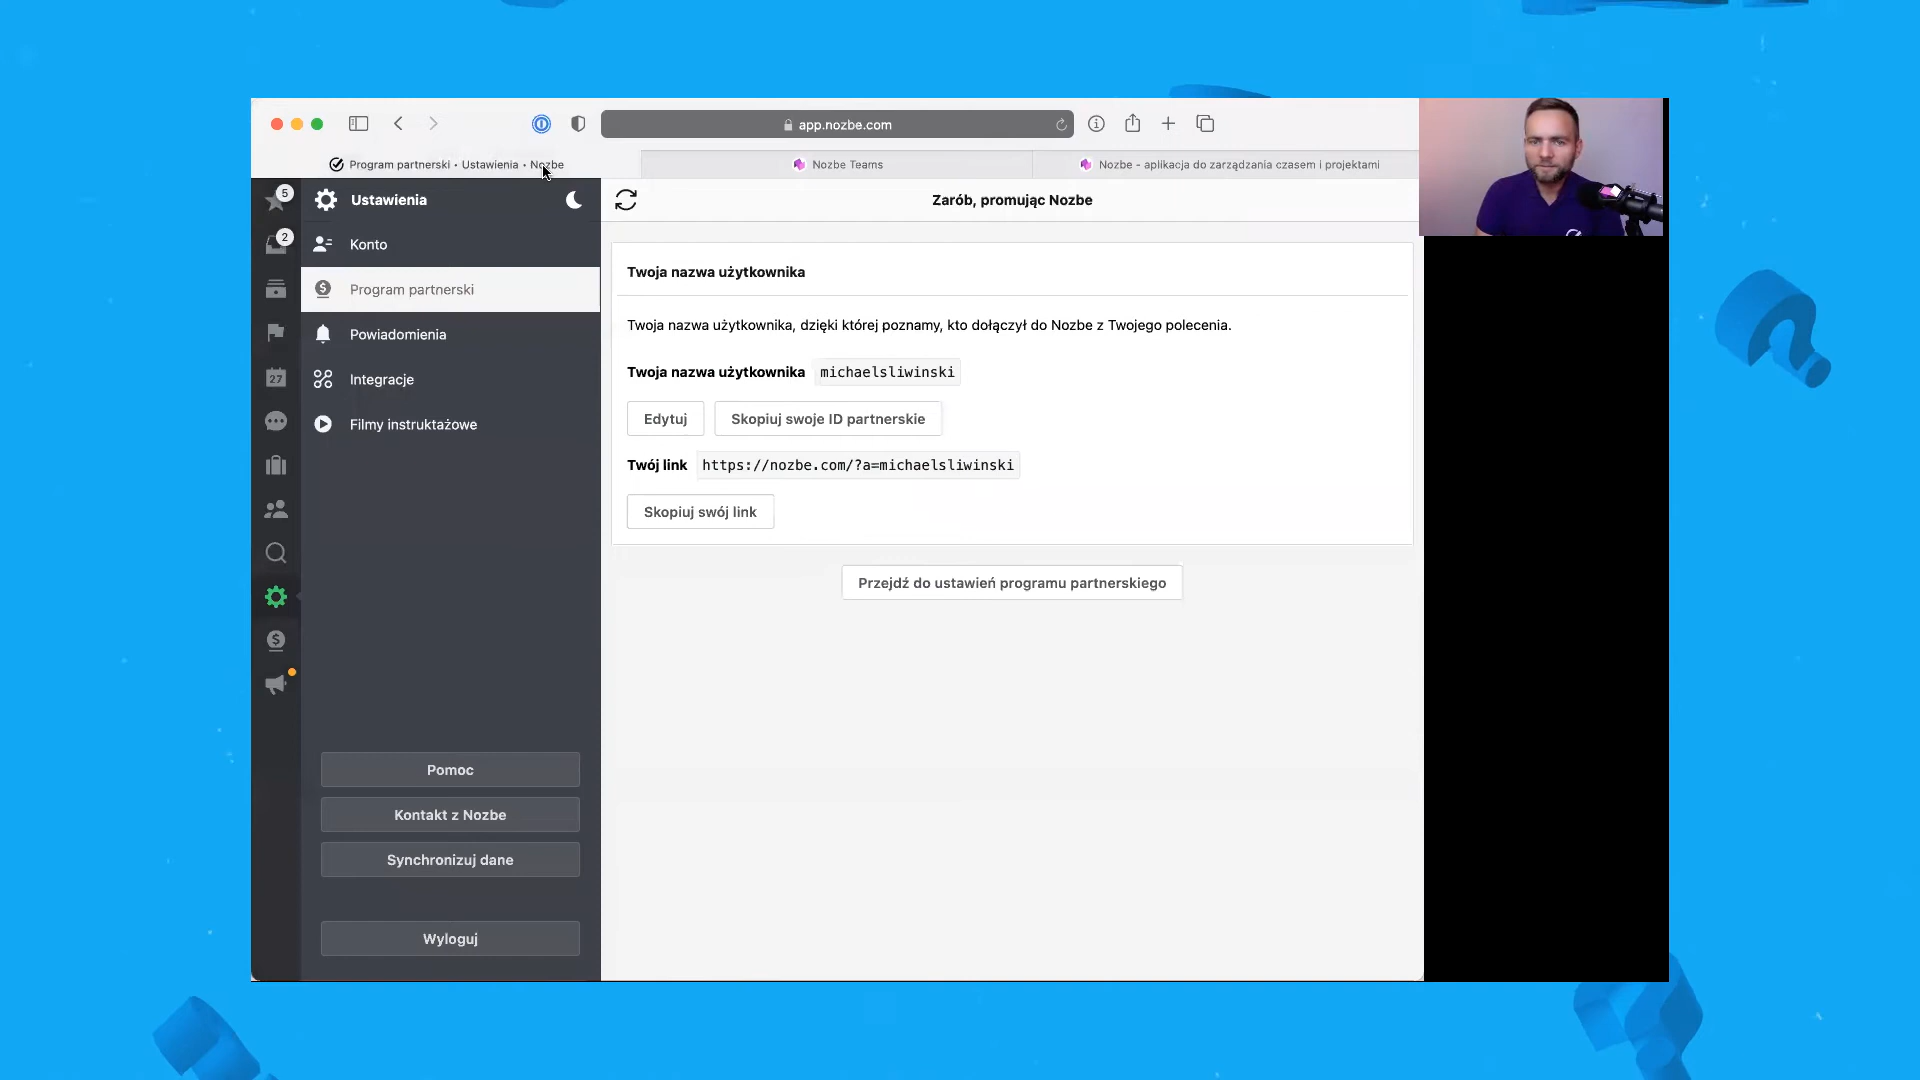 app.nozbe.com
Program partnerski • Ustawienia • Nozbe
Nozbe Teams
Nozbe - aplikacja do zarządzania czasem i projektami
5
2
27
Ustawienia
Konto
Program partnerski
Powiadomienia
Integracje
Filmy instruktażowe
Pomoc
Kontakt z Nozbe
Synchronizuj dane
Wyloguj
Zarób, promując Nozbe
Twoja nazwa użytkownika
Twoja nazwa użytkownika, dzięki której poznamy, kto dołączył do Nozbe z Twojego polecenia.
Twoja nazwa użytkownika michaelsliwinski
Edytuj Skopiuj swoje ID partnerskie
Twój link https://nozbe.com/?a=michaelsliwinski
Skopiuj swój link
Przejdź do ustawień programu partnerskiego